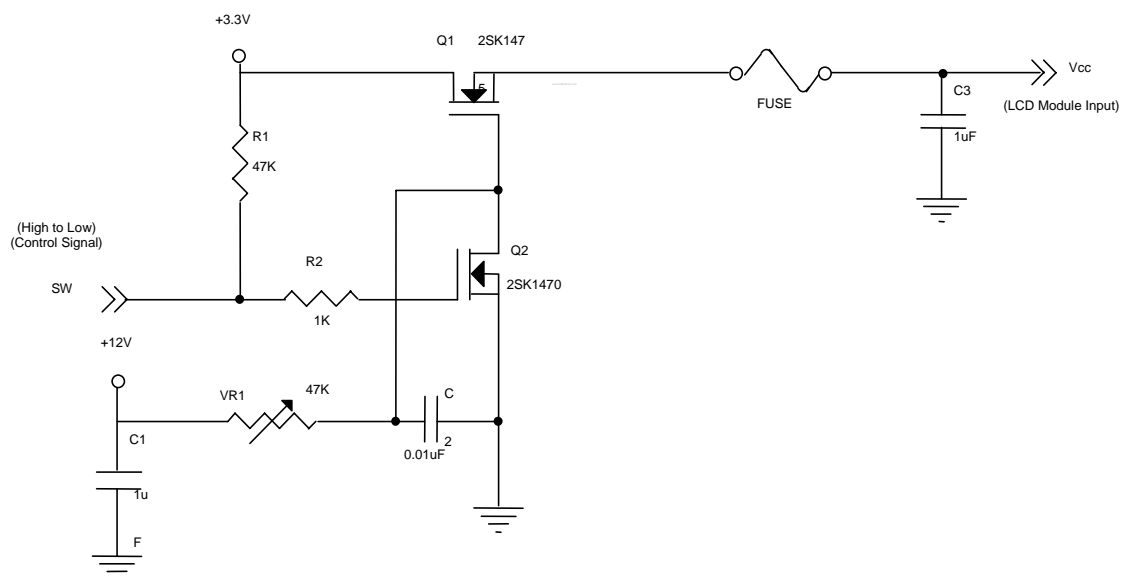 +3.3V
Q1 2SK147
5
FUSE
C3
1uF
Vcc
(LCD Module Input)
R1
47K
(High to Low)
(Control Signal)
SW
R2
1K
Q2
2SK1470
+12V
VR1
47K
C
2
0.01uF
C1
1u
F